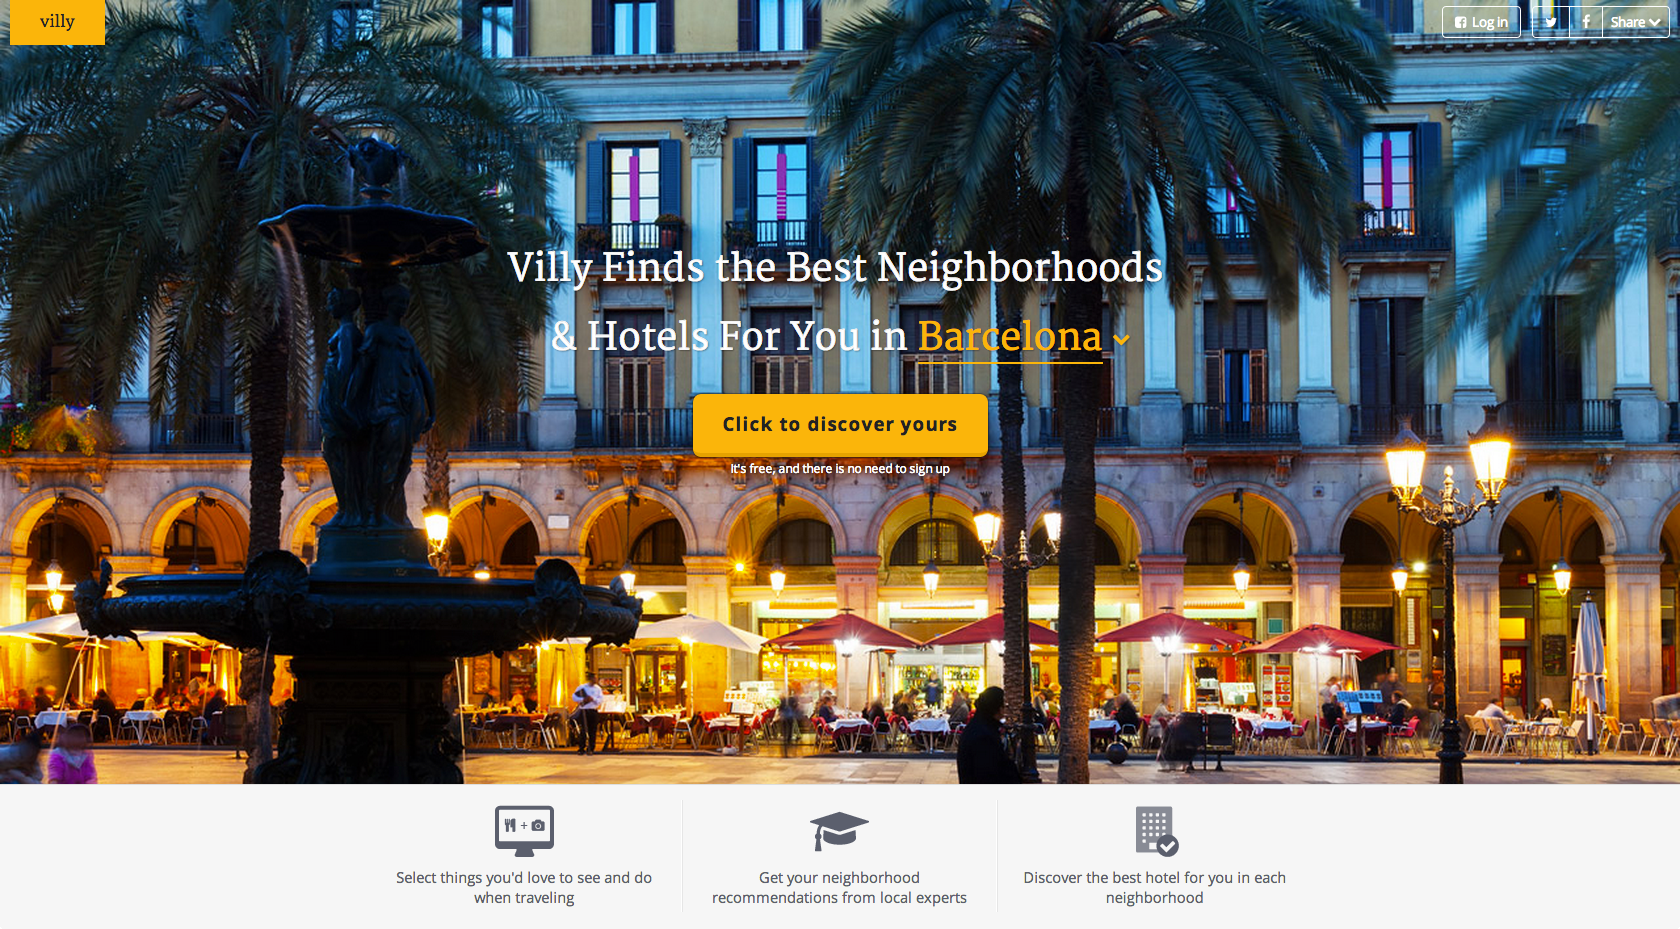 villy
Log in
Share
Villy Finds the Best Neighborhoods
& Hotels For You in Barcelona
Click to discover yours
It's free, and there is no need to sign up
Select things you'd love to see and do
when traveling
Get your neighborhood
recommendations from local experts
Discover the best hotel for you in each
neighborhood